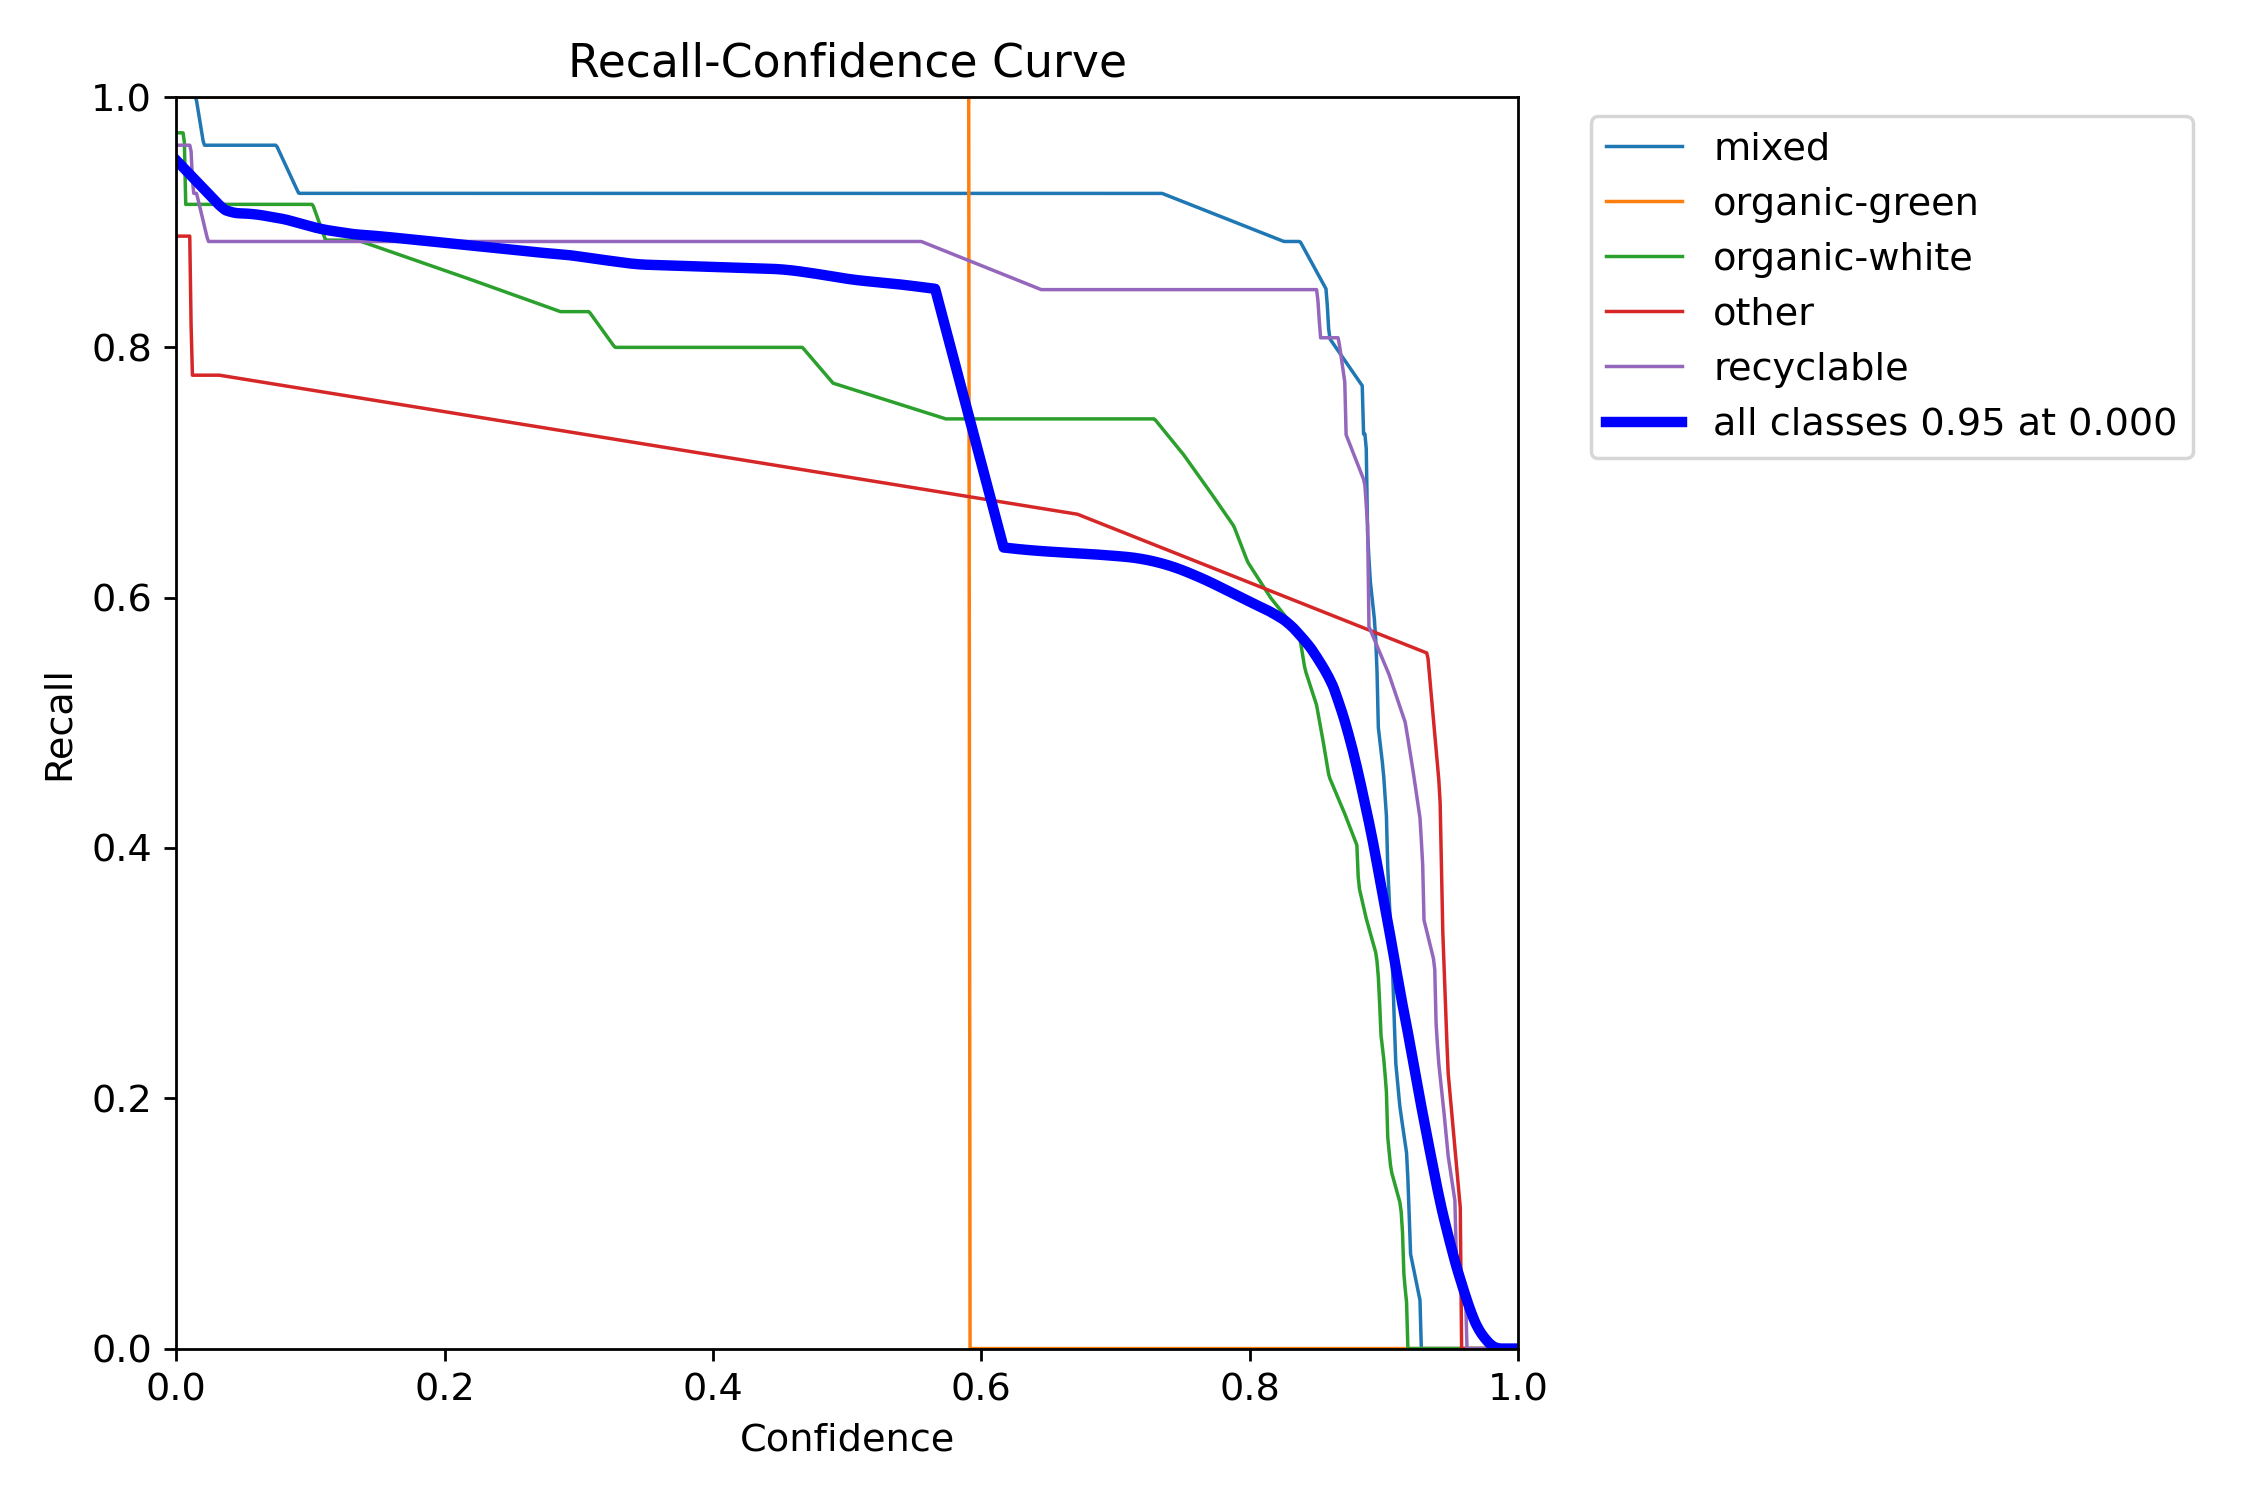 Recall-Confidence Curve
1.0
0.8
0.6
0.4
0.2
0.0
Recall
0.0 0.2 0.4 0.6 0.8 1.0
Confidence
mixed
organic-green
organic-white
other
recyclable
all classes 0.95 at 0.000